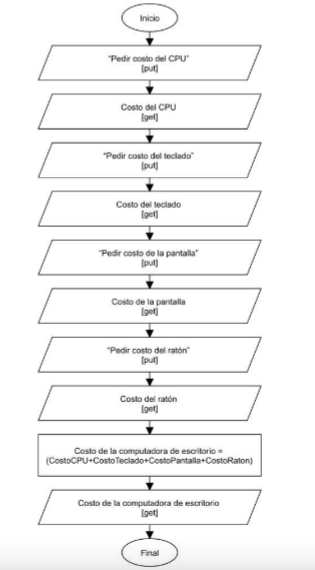 Inicio
"Pedir costo del CPU"
[put]
Costo del CPU
[get]
"Pedir costo del teclado"
[put]
Costo del teclado
[get]
"Pedir costo de la pantalla"
[put]
Costo de la pantalla
[get]
"Pedir costo del ratón"
[put]
Costo del ratón
[get]
Costo de la computadora de escritorio =
(CostoCPU+CostoTeclado+CostoPantalla+CostoRaton)
Costo de la computadora de escritorio
[get]
Final